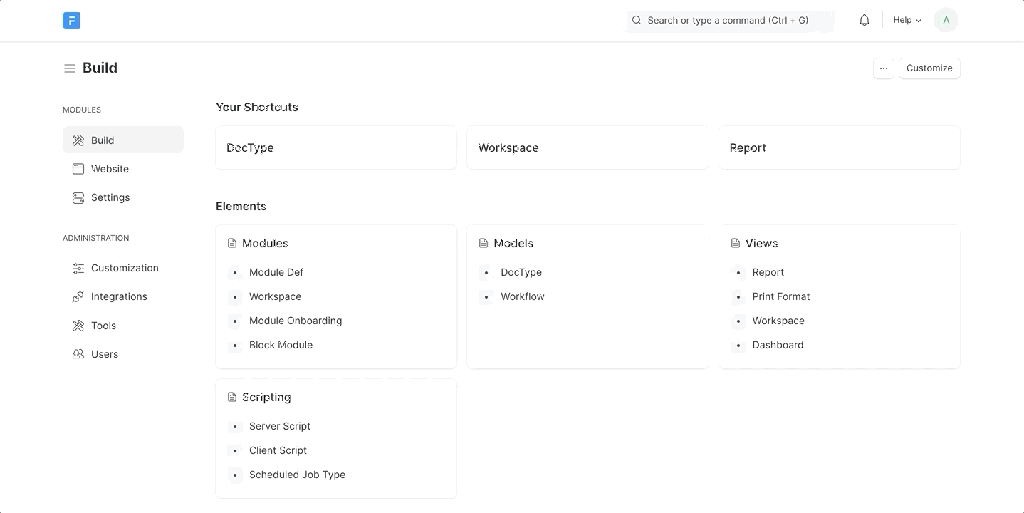 F
Search or type a command (Ctrl + G)
Help
A
Build
...
Customize
MODULES
Build
Website
Settings
ADMINISTRATION
Customization
Integrations
Tools
Users
Your Shortcuts
DocType
Workspace
Report
Elements
Modules
Module Def
Workspace
Module Onboarding
Block Module
Models
DocType
Workflow
Views
Report
Print Format
Workspace
Dashboard
Scripting
Server Script
Client Script
Scheduled Job Type